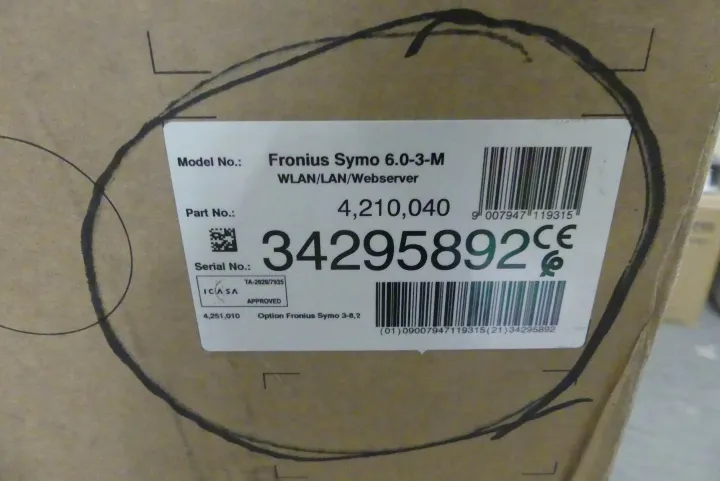 Model No.: Fronius Symo 6.0-3-M
WLAN/LAN/Webserver
Part No.: 4,210,040
9 007947 119315
Serial No.: 34295892 CE
ICASA TA-2020/7935
APPROVED
4,251,010 Option Fronius Symo 3-8,2
(01)09007947119315(21)34295892